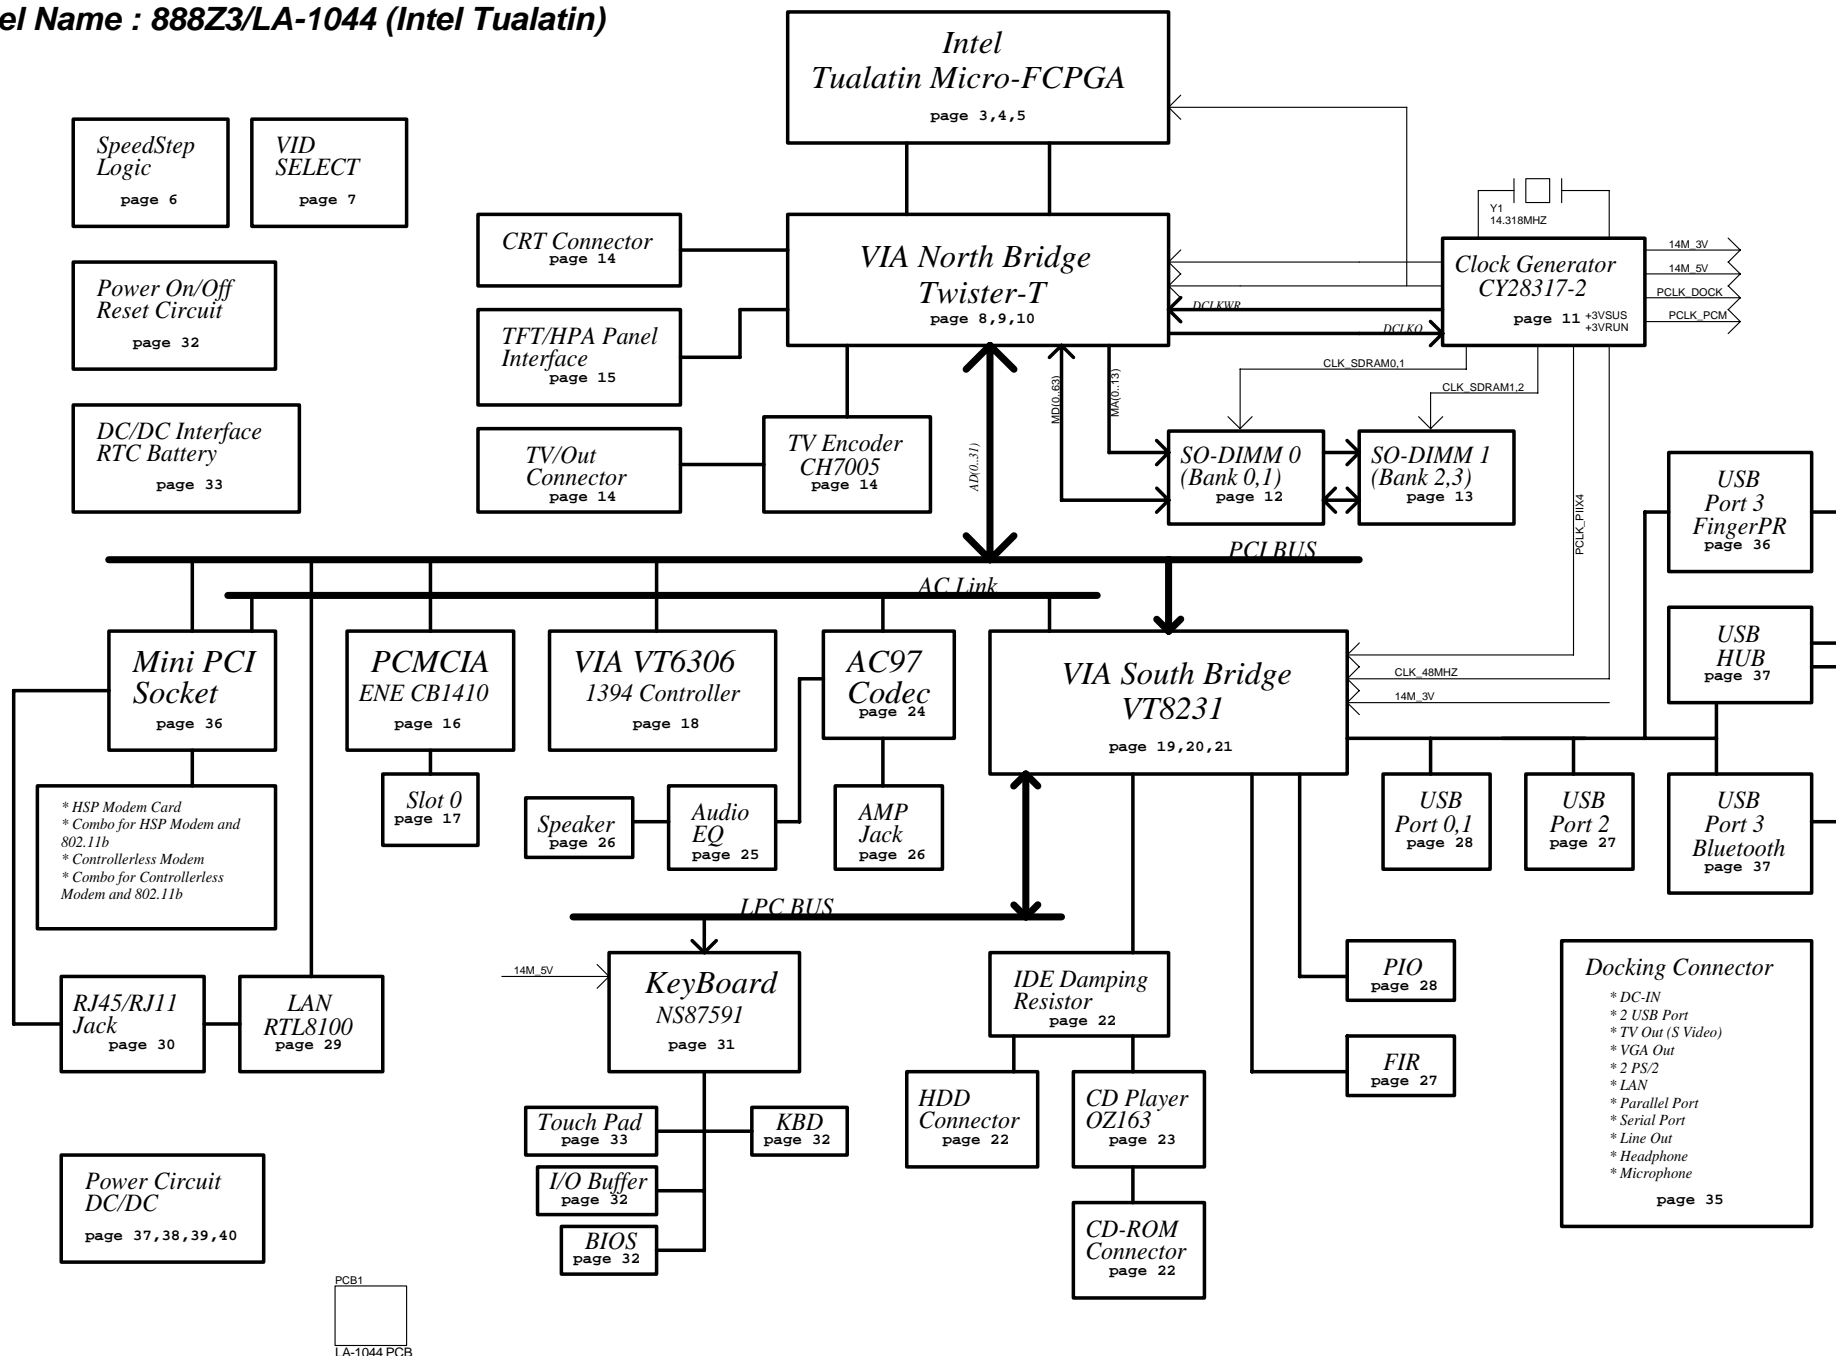 el Name : 888Z3/LA-1044 (Intel Tualatin)
Intel
Tualatin Micro-FCPGA
page 3,4,5
SpeedStep
Logic
page 6
VID
SELECT
page 7
Y1
14.318MHZ
CRT Connector
page 14
VIA North Bridge
Twister-T
page 8,9,10
Clock Generator
CY28317-2
page 11
+3VSUS
+3VRUN
14M_3V
14M_5V
PCLK_DOCK
PCLK_PCM
DCLKWR
DCLKO
Power On/Off
Reset Circuit
page 32
TFT/HPA Panel
Interface
page 15
CLK_SDRAM0,1
CLK_SDRAM1,2
MD(0..63)
MA(0..13)
AD(0..31)
PCLK_PIIX4
DC/DC Interface
RTC Battery
page 33
TV/Out
Connector
page 14
TV Encoder
CH7005
page 14
SO-DIMM 0
(Bank 0,1)
page 12
SO-DIMM 1
(Bank 2,3)
page 13
USB
Port 3
FingerPR
page 36
PCI BUS
AC Link
Mini PCI
Socket
page 36
PCMCIA
ENE CB1410
page 16
VIA VT6306
1394 Controller
page 18
AC97
Codec
page 24
VIA South Bridge
VT8231
page 19,20,21
CLK_48MHZ
14M_3V
USB
HUB
page 37
* HSP Modem Card
* Combo for HSP Modem and
802.11b
* Controllerless Modem
* Combo for Controllerless
Modem and 802.11b
Slot 0
page 17
Speaker
page 26
Audio
EQ
page 25
AMP
Jack
page 26
USB
Port 0,1
page 28
USB
Port 2
page 27
USB
Port 3
Bluetooth
page 37
LPC BUS
14M_5V
RJ45/RJ11
Jack
page 30
LAN
RTL8100
page 29
KeyBoard
NS87591
page 31
IDE Damping
Resistor
page 22
PIO
page 28
FIR
page 27
Docking Connector
* DC-IN
* 2 USB Port
* TV Out (S Video)
* VGA Out
* 2 PS/2
* LAN
* Parallel Port
* Serial Port
* Line Out
* Headphone
* Microphone
page 35
Touch Pad
page 33
KBD
page 32
HDD
Connector
page 22
CD Player
OZ163
page 23
Power Circuit
DC/DC
page 37,38,39,40
I/O Buffer
page 32
BIOS
page 32
CD-ROM
Connector
page 22
PCB1
LA-1044 PCB